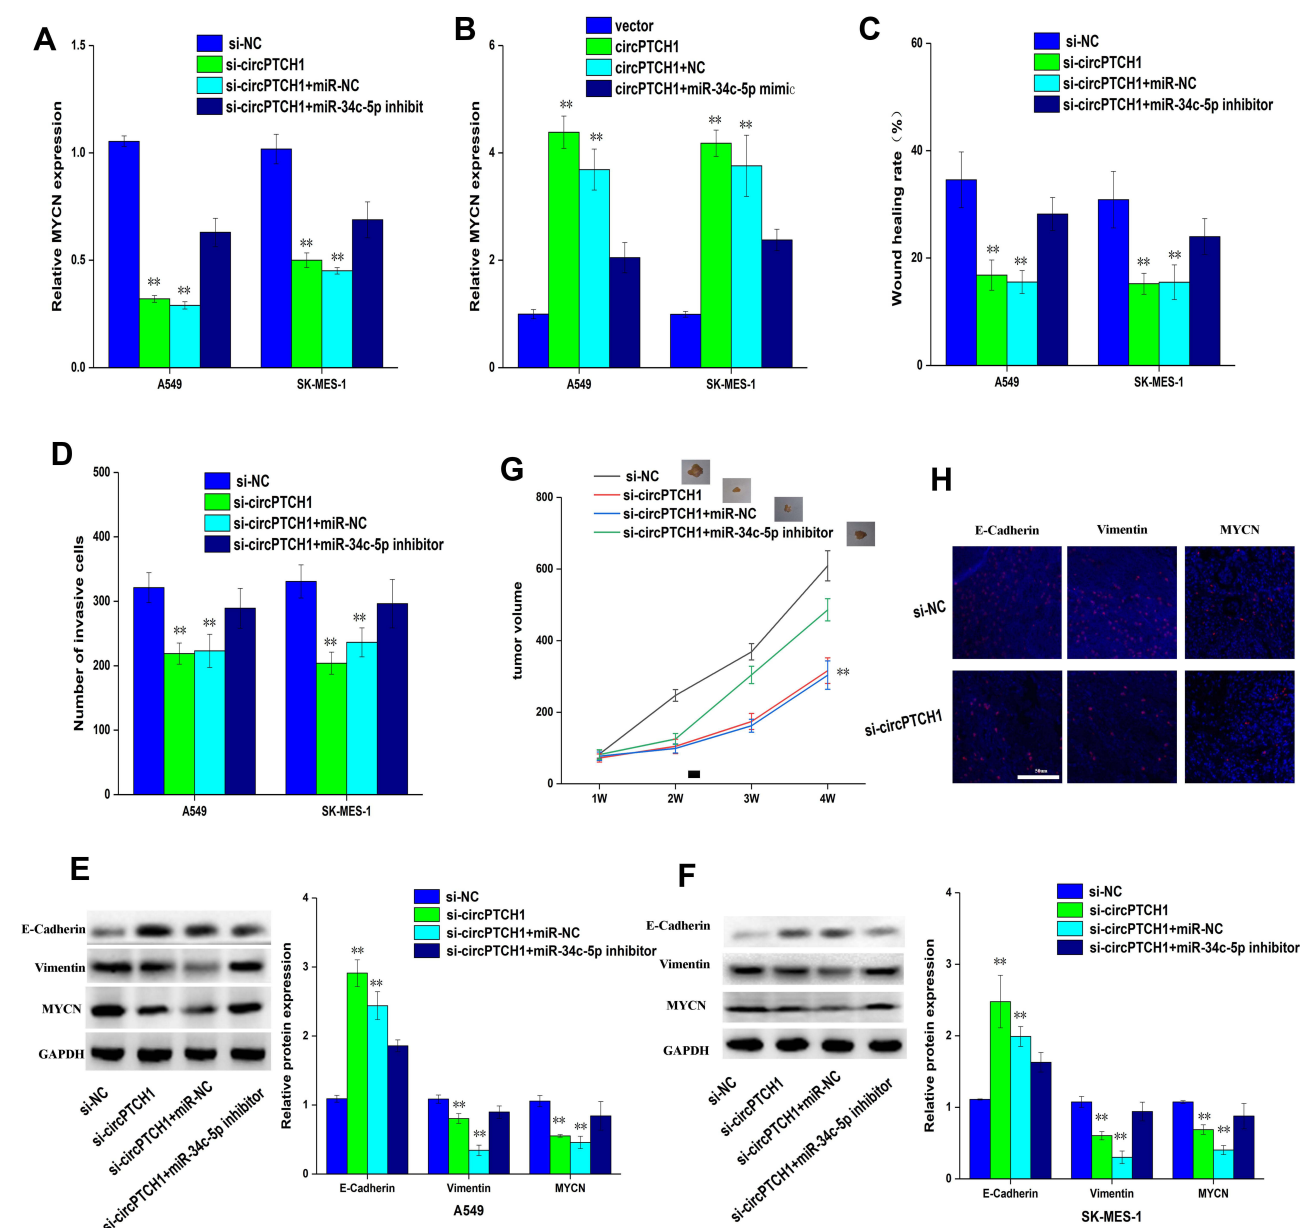 A
si-NC
si-circPTCH1
si-circPTCH1+miR-NC
si-circPTCH1+miR-34c-5p inhibit
Relative MYCN expression
1.5
1.0
0.5
0.0
** ** ** **
A549 SK-MES-1
B
vector
circPTCH1
circPTCH1+NC
circPTCH1+miR-34c-5p mimic
Relative MYCN expression
6
4
2
0
** ** ** **
A549 SK-MES-1
C
si-NC
si-circPTCH1
si-circPTCH1+miR-NC
si-circPTCH1+miR-34c-5p inhibitor
Wound healing rate（%）
60
40
20
0
** ** ** **
A549 SK-MES-1
D
si-NC
si-circPTCH1
si-circPTCH1+miR-NC
si-circPTCH1+miR-34c-5p inhibitor
Number of invasive cells
500
400
300
200
100
0
** ** ** **
A549 SK-MES-1
G
si-NC
si-circPTCH1
si-circPTCH1+miR-NC
si-circPTCH1+miR-34c-5p inhibitor
tumor volume
800
600
400
200
0
**
1W 2W 3W 4W
H
E-Cadherin Vimentin MYCN
si-NC
si-circPTCH1
50um
E
E-Cadherin
Vimentin
MYCN
GAPDH
si-NC
si-circPTCH1
si-circPTCH1+miR-NC
si-circPTCH1+miR-34c-5p inhibitor
si-NC
si-circPTCH1
si-circPTCH1+miR-NC
si-circPTCH1+miR-34c-5p inhibitor
Relative protein expression
4
3
2
1
0
** ** ** ** ** **
E-Cadherin Vimentin MYCN
A549
F
E-Cadherin
Vimentin
MYCN
GAPDH
si-NC
si-circPTCH1
si-circPTCH1+miR-NC
si-circPTCH1+miR-34c-5p inhibitor
si-NC
si-circPTCH1
si-circPTCH1+miR-NC
si-circPTCH1+miR-34c-5p inhibitor
Relative protein expression
4
3
2
1
0
** ** ** ** ** **
E-Cadherin Vimentin MYCN
SK-MES-1